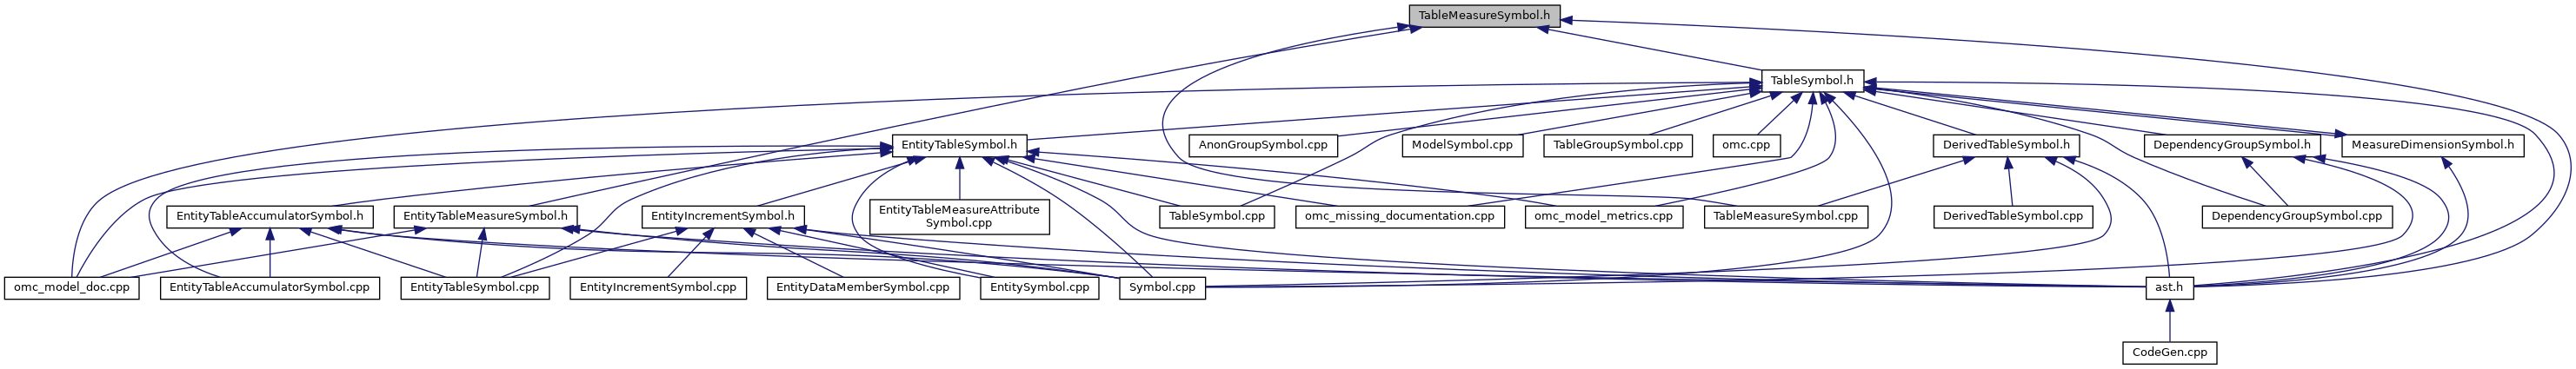 TableMeasureSymbol.h
TableSymbol.h
EntityTableSymbol.h
AnonGroupSymbol.cpp
ModelSymbol.cpp
TableGroupSymbol.cpp
omc.cpp
DerivedTableSymbol.h
DependencyGroupSymbol.h
MeasureDimensionSymbol.h
EntityTableAccumulatorSymbol.h
EntityTableMeasureSymbol.h
EntityIncrementSymbol.h
EntityTableMeasureAttribute
Symbol.cpp
TableSymbol.cpp
omc_missing_documentation.cpp
omc_model_metrics.cpp
TableMeasureSymbol.cpp
DerivedTableSymbol.cpp
DependencyGroupSymbol.cpp
omc_model_doc.cpp
EntityTableAccumulatorSymbol.cpp
EntityTableSymbol.cpp
EntityIncrementSymbol.cpp
EntityDataMemberSymbol.cpp
EntitySymbol.cpp
Symbol.cpp
ast.h
CodeGen.cpp